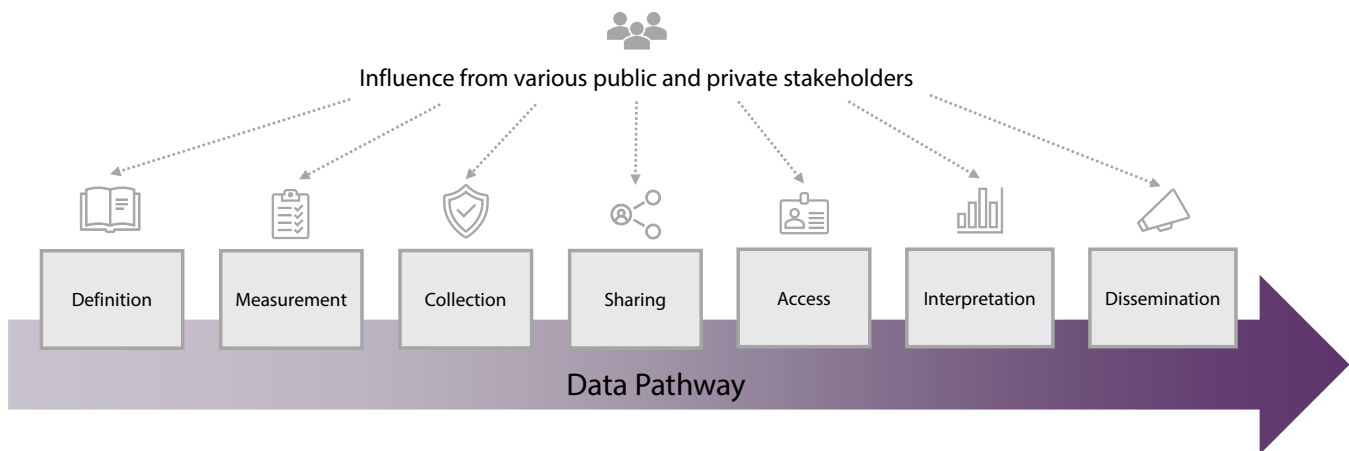 Influence from various public and private stakeholders
Definition
Measurement
Collection
Sharing
Access
Interpretation
Dissemination
Data Pathway